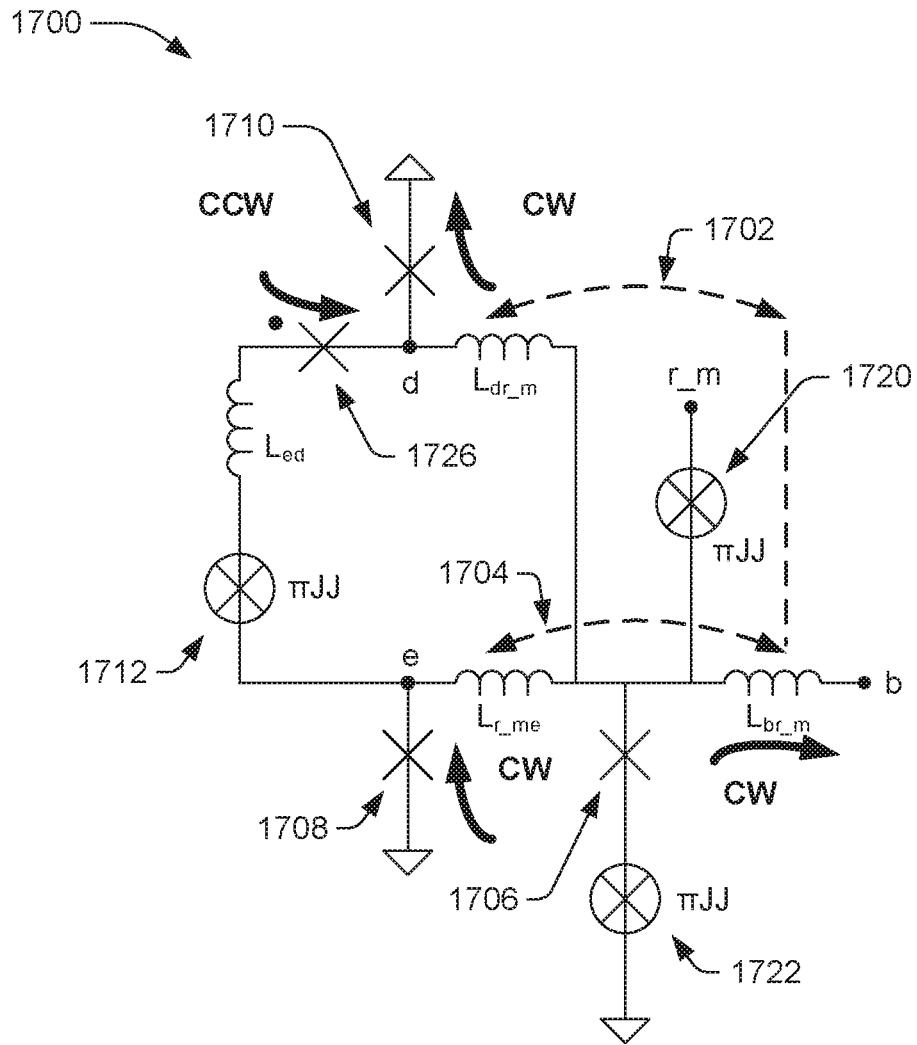 1700
1710
CCW
CW
1702
r_m
1720
d
L_dr_m
L_ed
1726
πJJ
πJJ
1704
1712
e
b
L_r_me
L_br_m
CW
CW
1708
1706
πJJ
1722